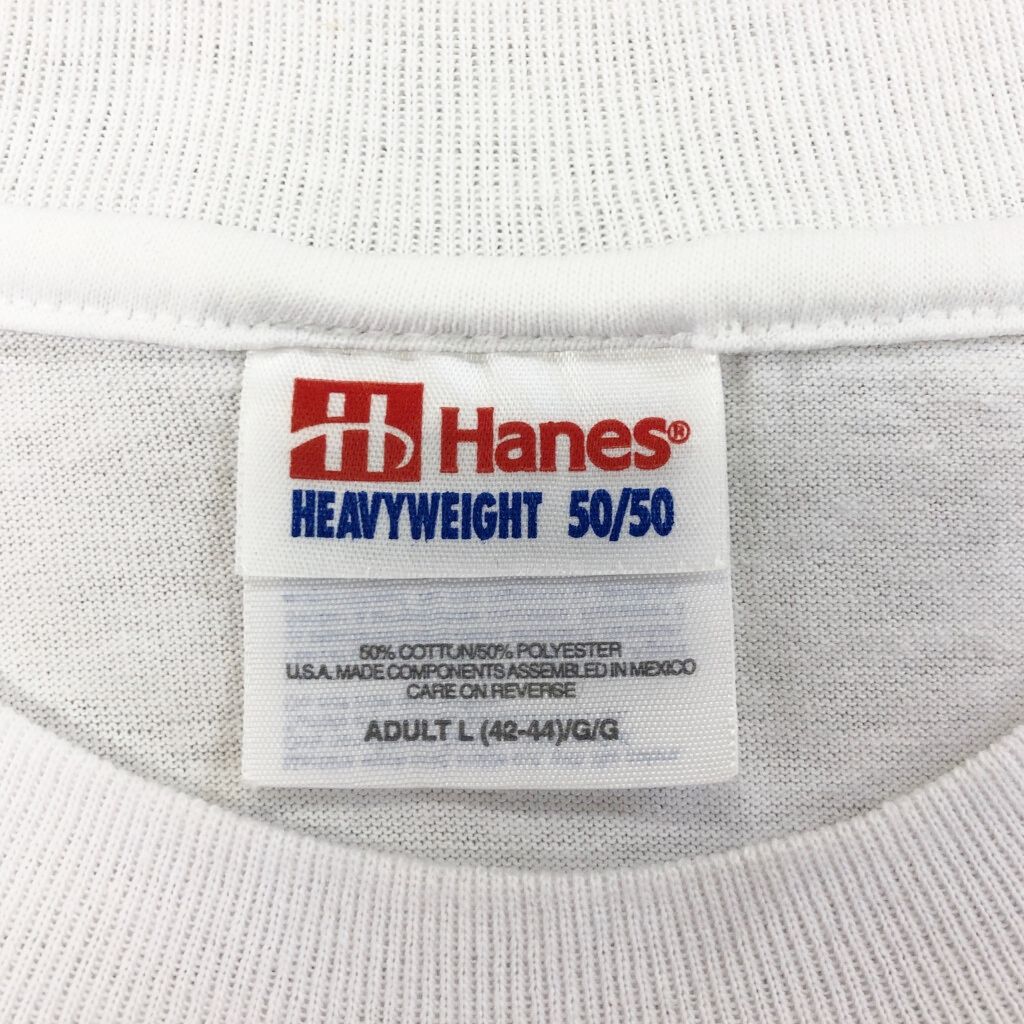 H Hanes®
HEAVYWEIGHT 50/50
50% COTTON/50% POLYESTER
U.S.A. MADE COMPONENTS ASSEMBLED IN MEXICO
CARE ON REVERSE
ADULT L (42-44)/G/G